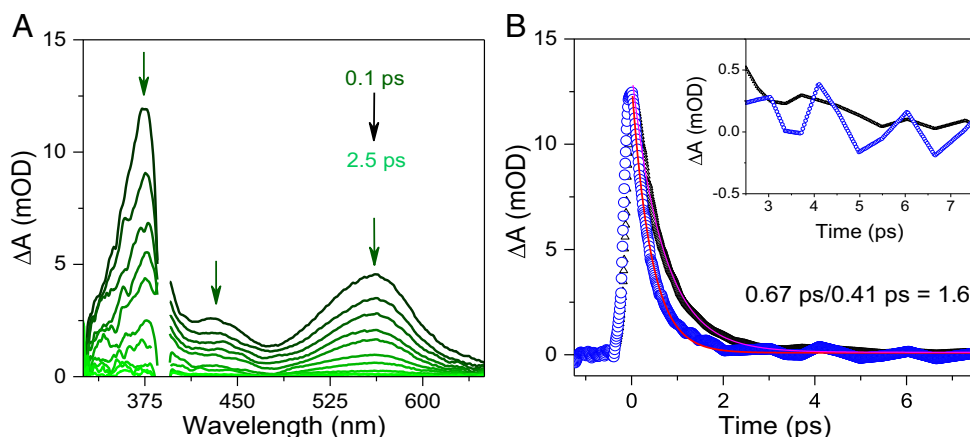 A
15
10
5
0
ΔA (mOD)
0.1 ps
2.5 ps
375
450
525
600
Wavelength (nm)
B
15
10
5
0
ΔA (mOD)
0.67 ps/0.41 ps = 1.6
0
2
4
6
Time (ps)
0.5
0.0
-0.5
ΔA (mOD)
3
4
5
6
7
Time (ps)